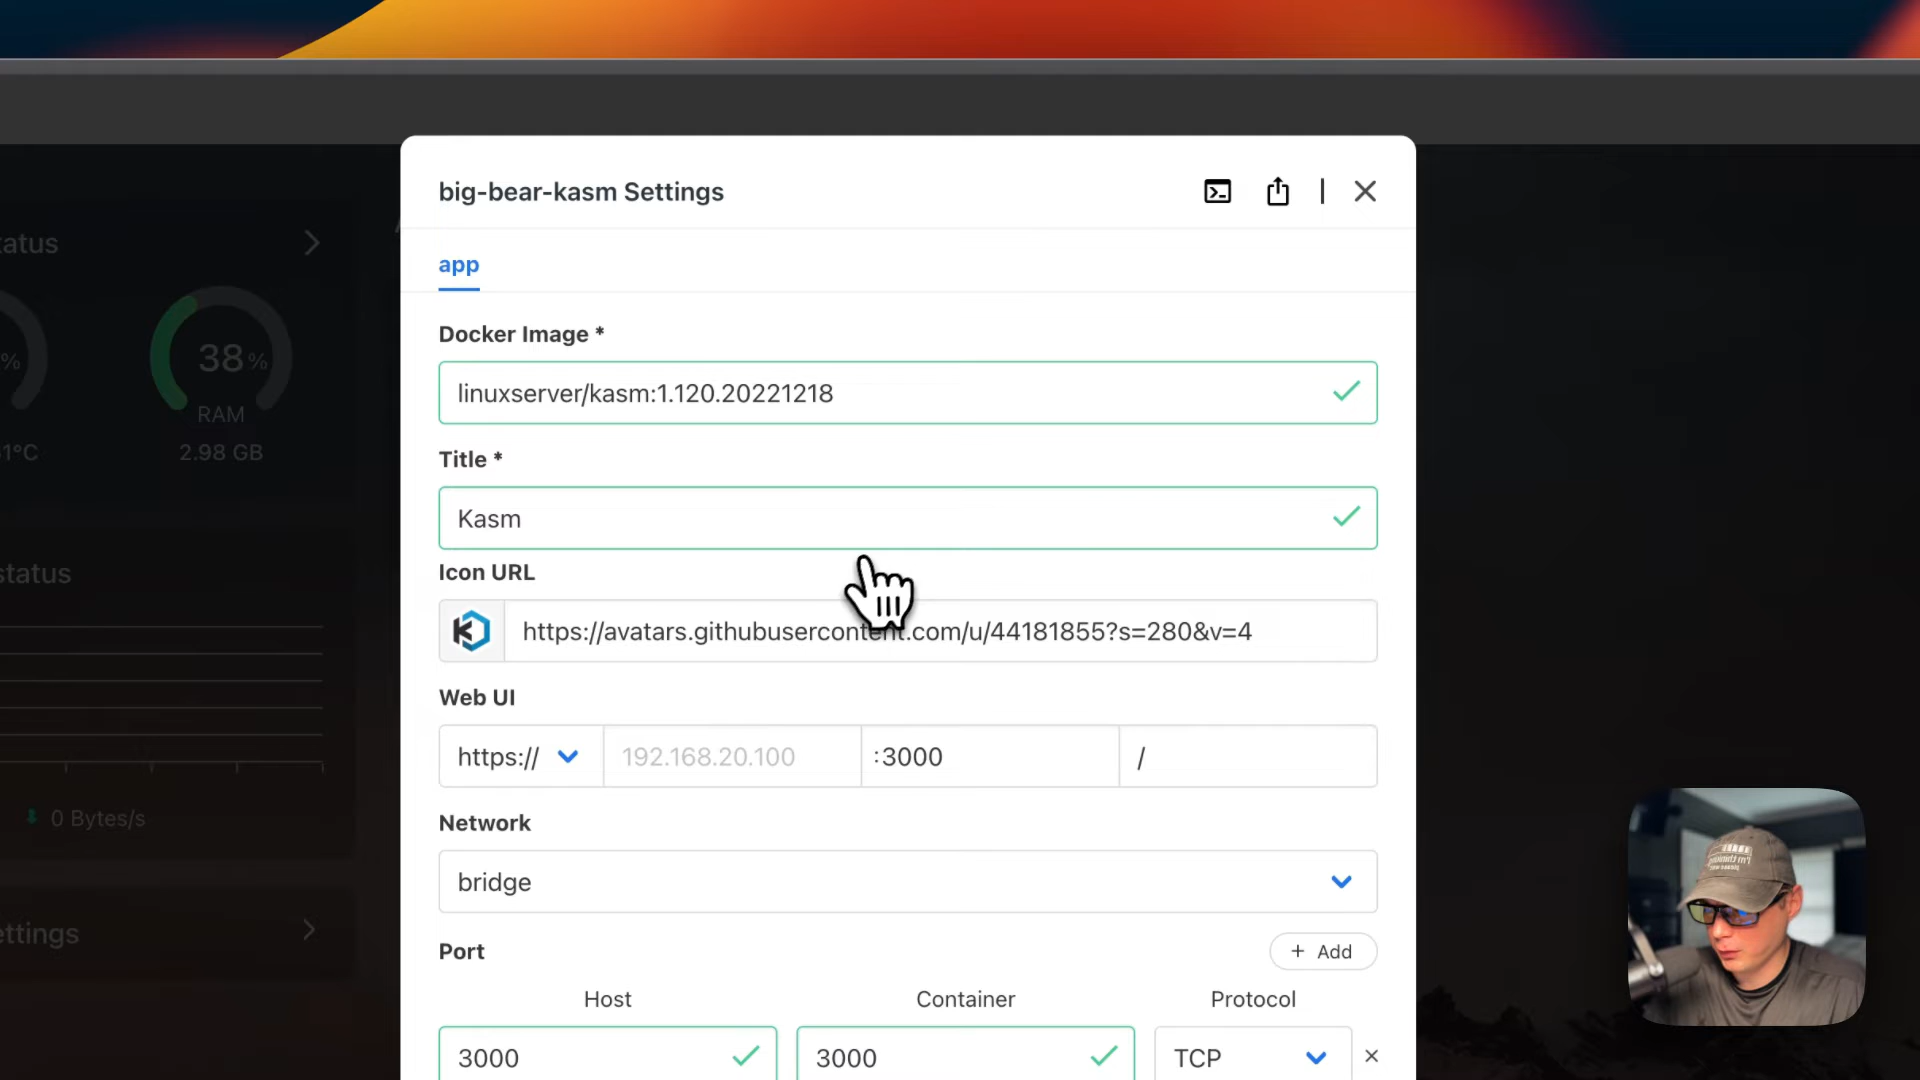 big-bear-kasm Settings
app
Docker Image *
linuxserver/kasm:1.120.20221218
Title *
Kasm
Icon URL
https://avatars.githubusercontent.com/u/44181855?s=280&v=4
Web UI
https:// 192.168.20.100 :3000 /
Network
bridge
Port + Add
Host Container Protocol
3000 3000 TCP
atus
% 38%
RAM
1°C 2.98 GB
status
0 Bytes/s
ettings